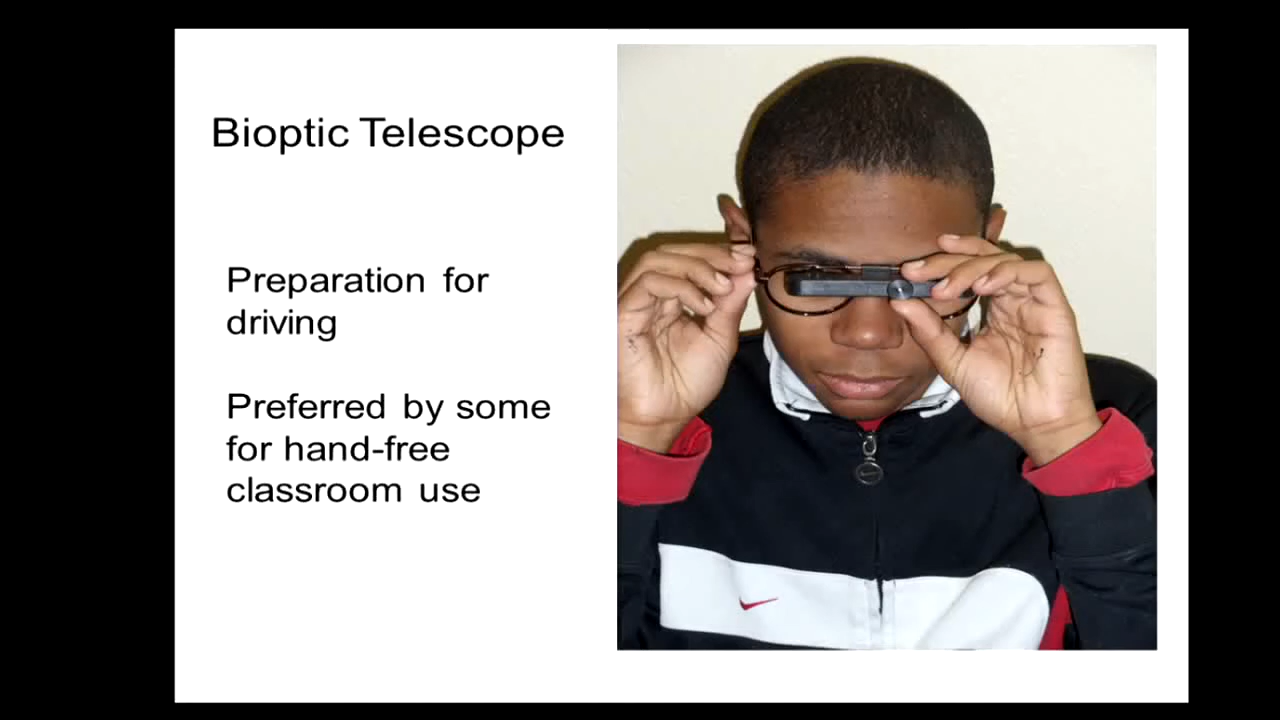 Bioptic Telescope
Preparation for
driving
Preferred by some
for hand-free
classroom use